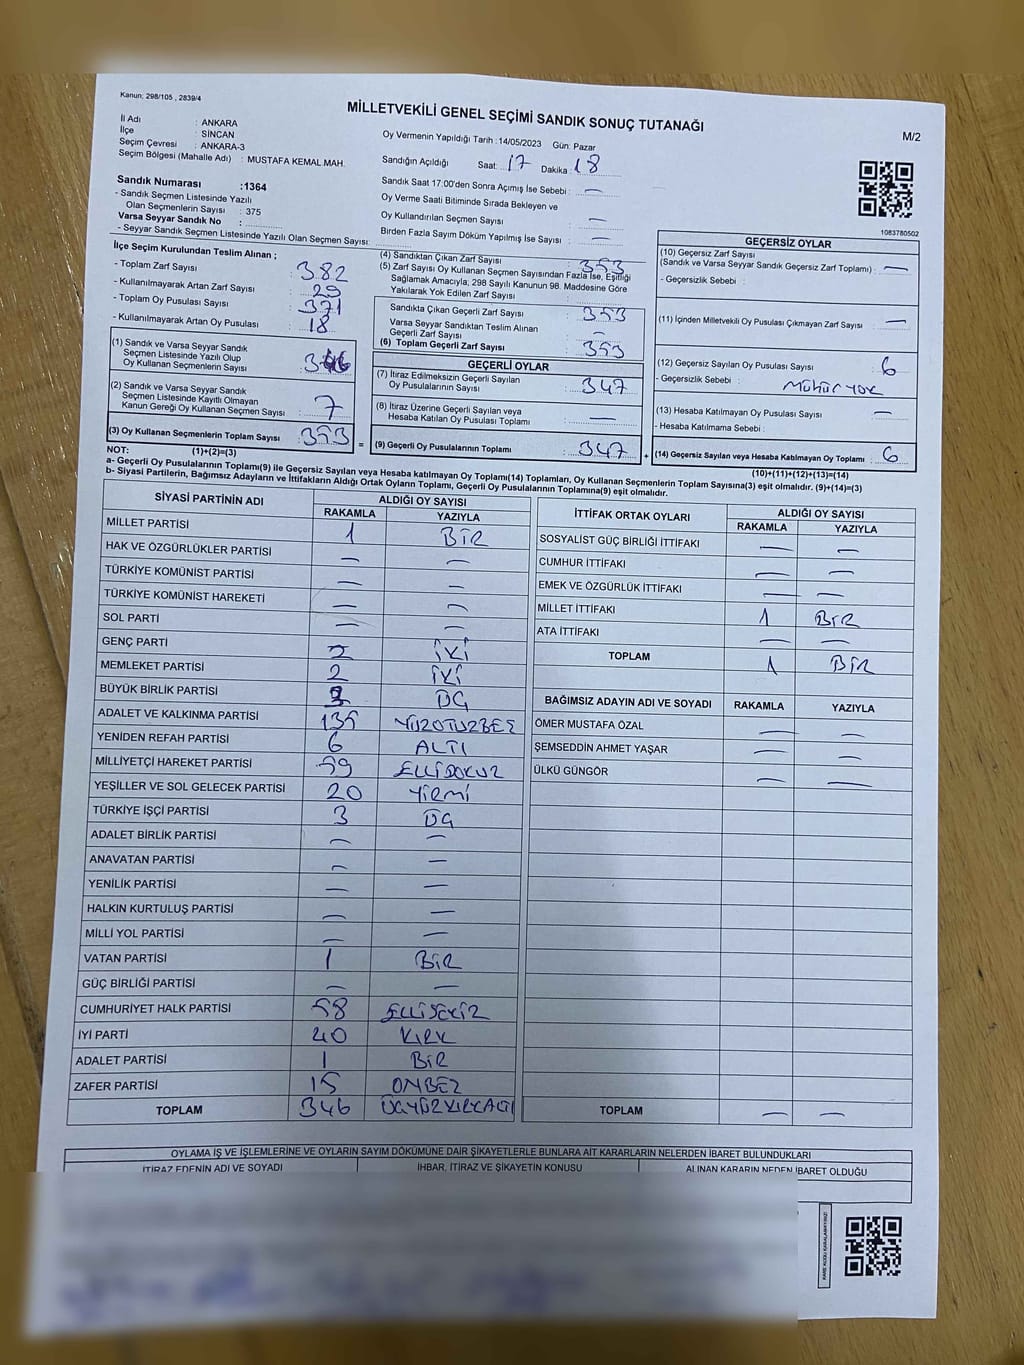 Kanun; 298/105 , 2839/4
MİLLETVEKİLİ GENEL SEÇİMİ SANDIK SONUÇ TUTANAĞI
M/2
İl Adı : ANKARA
İlçe : SİNCAN
Seçim Çevresi : ANKARA-3
Seçim Bölgesi (Mahalle Adı) : MUSTAFA KEMAL MAH.
Oy Vermenin Yapıldığı Tarih :14/05/2023 Gün: Pazar
Sandığın Açıldığı Saat: 17 Dakika: 18
Sandık Saat 17:00'den Sonra Açımış İse Sebebi : —
Oy Verme Saati Bitiminde Sırada Bekleyen ve
Oy Kullandırılan Seçmen Sayısı : —
Birden Fazla Sayım Döküm Yapılmış İse Sayısı : —
Sandık Numarası :1364
- Sandık Seçmen Listesinde Yazılı
Olan Seçmenlerin Sayısı : 375
Varsa Seyyar Sandık No :
- Seyyar Sandık Seçmen Listesinde Yazılı Olan Seçmen Sayısı:
1083780502
İlçe Seçim Kurulundan Teslim Alınan ;
- Toplam Zarf Sayısı : 382
- Kullanılmayarak Artan Zarf Sayısı : 29
- Toplam Oy Pusulası Sayısı : 371
- Kullanılmayarak Artan Oy Pusulası : 18
(1) Sandık ve Varsa Seyyar Sandık
Seçmen Listesinde Yazılı Olup
Oy Kullanan Seçmenlerin Sayısı : 346
(2) Sandık ve Varsa Seyyar Sandık
Seçmen Listesinde Kayıtlı Olmayan
Kanun Gereği Oy Kullanan Seçmen Sayısı : 7
(3) Oy Kullanan Seçmenlerin Toplam Sayısı : 353
(1)+(2)=(3)
(4) Sandıktan Çıkan Zarf Sayısı : 353
(5) Zarf Sayısı Oy Kullanan Seçmen Sayısından Fazla İse, Eşitliği
Sağlamak Amacıyla, 298 Sayılı Kanunun 98. Maddesine Göre
Yakılarak Yok Edilen Zarf Sayısı :
Sandıkta Çıkan Geçerli Zarf Sayısı : 353
Varsa Seyyar Sandıktan Teslim Alınan
Geçerli Zarf Sayısı : —
(6) Toplam Geçerli Zarf Sayısı : 353
GEÇERLİ OYLAR
(7) İtiraz Edilmeksizin Geçerli Sayılan
Oy Pusulalarının Sayısı : 347
(8) İtiraz Üzerine Geçerli Sayılan veya
Hesaba Katılan Oy Pusulası Toplamı : —
= (9) Geçerli Oy Pusulalarının Toplamı : 347 +
GEÇERSİZ OYLAR
(10) Geçersiz Zarf Sayısı
(Sandık ve Varsa Seyyar Sandık Geçersiz Zarf Toplamı) : —
- Geçersizlik Sebebi :
(11) İçinden Milletvekili Oy Pusulası Çıkmayan Zarf Sayısı : —
(12) Geçersiz Sayılan Oy Pusulası Sayısı : 6
- Geçersizlik Sebebi : MÜHÜR YOK
(13) Hesaba Katılmayan Oy Pusulası Sayısı : —
- Hesaba Katılmama Sebebi :
(14) Geçersiz Sayılan veya Hesaba Katılmayan Oy Toplamı : 6
(10)+(11)+(12)+(13)=(14)
NOT:
a- Geçerli Oy Pusulalarının Toplamı(9) ile Geçersiz Sayılan veya Hesaba katılmayan Oy Toplamı(14) Toplamları, Oy Kullanan Seçmenlerin Toplam Sayısına(3) eşit olmalıdır. (9)+(14)=(3)
b- Siyasi Partilerin, Bağımsız Adayların ve İttifakların Aldığı Ortak Oyların Toplamı, Geçerli Oy Pusulalarının Toplamına(9) eşit olmalıdır.
SİYASİ PARTİNİN ADI ALDIĞI OY SAYISI
RAKAMLA YAZIYLA
MİLLET PARTİSİ 1 BİR
HAK VE ÖZGÜRLÜKLER PARTİSİ — —
TÜRKİYE KOMÜNİST PARTİSİ — —
TÜRKİYE KOMÜNİST HAREKETİ — —
SOL PARTİ — —
GENÇ PARTİ 2 İKİ
MEMLEKET PARTİSİ 2 İKİ
BÜYÜK BİRLİK PARTİSİ 3 ÜÇ
ADALET VE KALKINMA PARTİSİ 135 YÜZOTUZBEŞ
YENİDEN REFAH PARTİSİ 6 ALTI
MİLLİYETÇİ HAREKET PARTİSİ 59 ELLİDOKUZ
YEŞİLLER VE SOL GELECEK PARTİSİ 20 YİRMİ
TÜRKİYE İŞÇİ PARTİSİ 3 ÜÇ
ADALET BİRLİK PARTİSİ — —
ANAVATAN PARTİSİ — —
YENİLİK PARTİSİ — —
HALKIN KURTULUŞ PARTİSİ — —
MİLLİ YOL PARTİSİ — —
VATAN PARTİSİ 1 BİR
GÜÇ BİRLİĞİ PARTİSİ — —
CUMHURİYET HALK PARTİSİ 58 ELLİSEKİZ
İYİ PARTİ 40 KIRK
ADALET PARTİSİ 1 BİR
ZAFER PARTİSİ 15 ONBEŞ
TOPLAM 346 ÜÇYÜZKIRKALTI
İTTİFAK ORTAK OYLARI ALDIĞI OY SAYISI
RAKAMLA YAZIYLA
SOSYALİST GÜÇ BİRLİĞİ İTTİFAKI — —
CUMHUR İTTİFAKI — —
EMEK VE ÖZGÜRLÜK İTTİFAKI — —
MİLLET İTTİFAKI 1 BİR
ATA İTTİFAKI — —
TOPLAM 1 BİR
BAĞIMSIZ ADAYIN ADI VE SOYADI RAKAMLA YAZIYLA
ÖMER MUSTAFA ÖZAL — —
ŞEMSEDDİN AHMET YAŞAR — —
ÜLKÜ GÜNGÖR — —
TOPLAM — —
OYLAMA İŞ VE İŞLEMLERİNE VE OYLARIN SAYIM DÖKÜMÜNE DAİR ŞİKAYETLERLE BUNLARA AİT KARARLARIN NELERDEN İBARET BULUNDUKLARI
İTİRAZ EDENİN ADI VE SOYADI İHBAR, İTİRAZ VE ŞİKAYETİN KONUSU ALINAN KARARIN NEDEN İBARET OLDUĞU